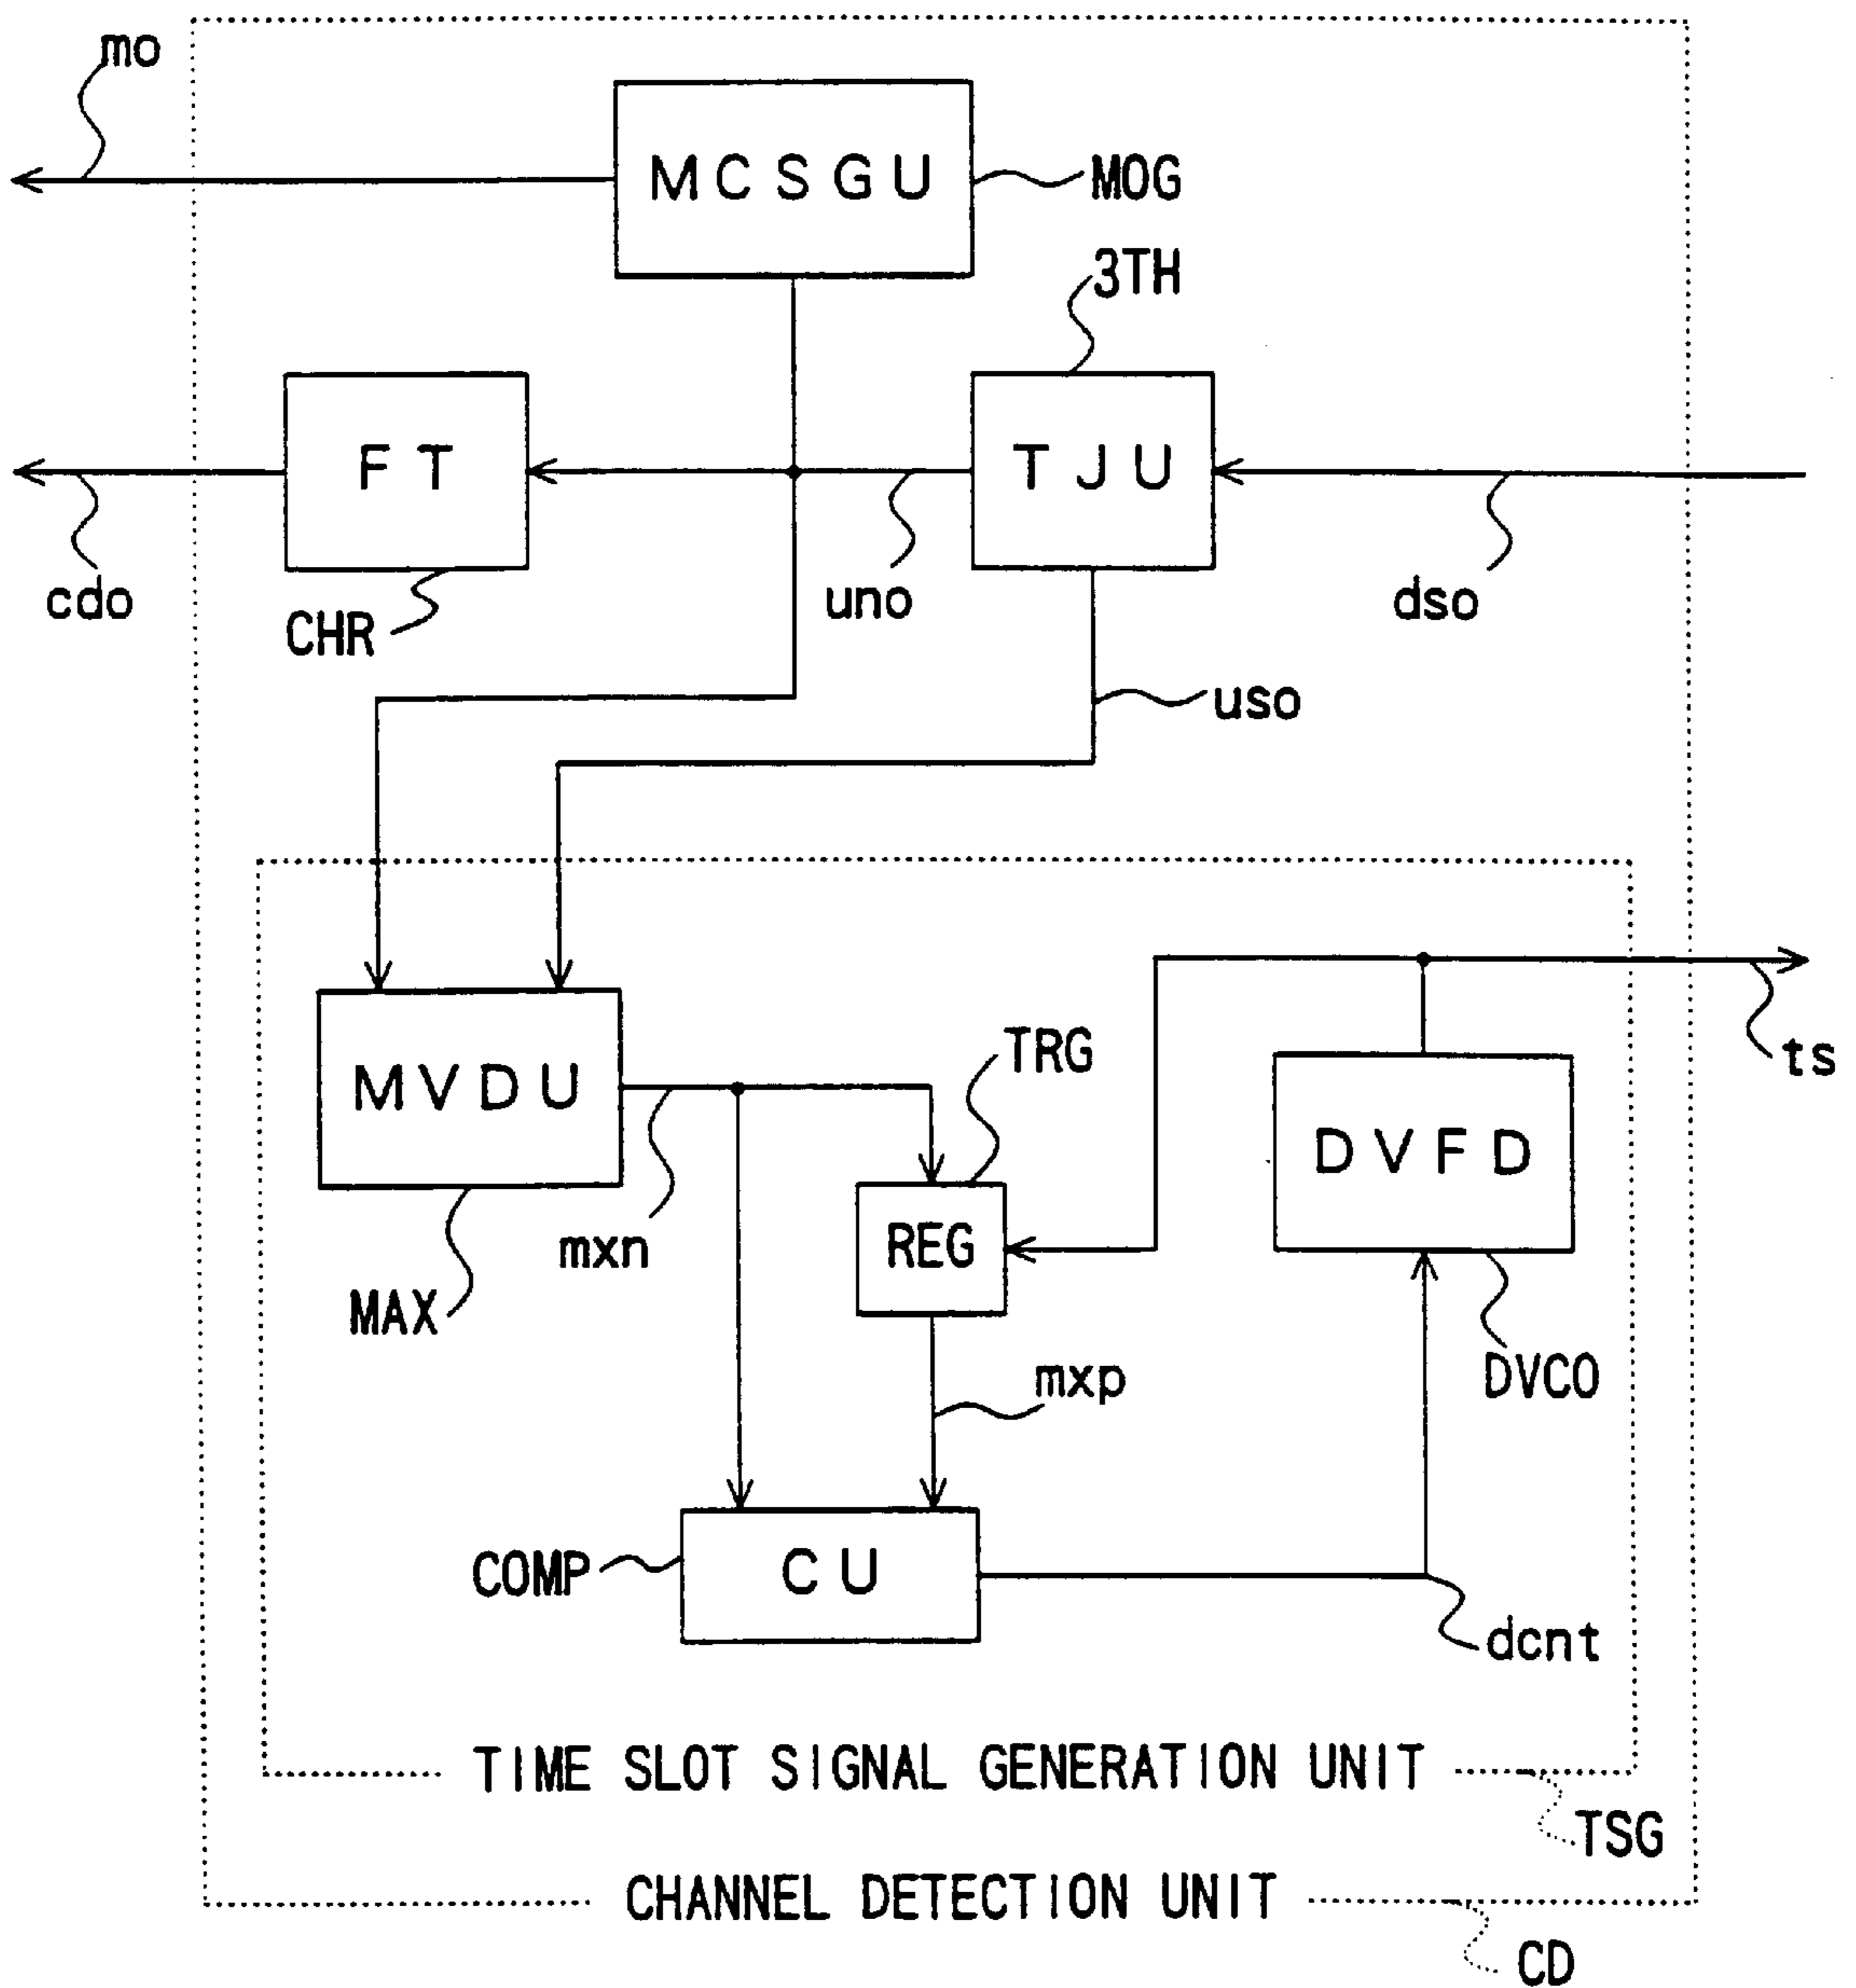 mo
MCSGU
MOG
3TH
FT
TJU
cdo
CHR
uno
dso
uso
MVDU
TRG
ts
DVFD
mxn
REG
MAX
mxp
DVCO
COMP
CU
dcnt
TIME SLOT SIGNAL GENERATION UNIT
TSG
CHANNEL DETECTION UNIT
CD